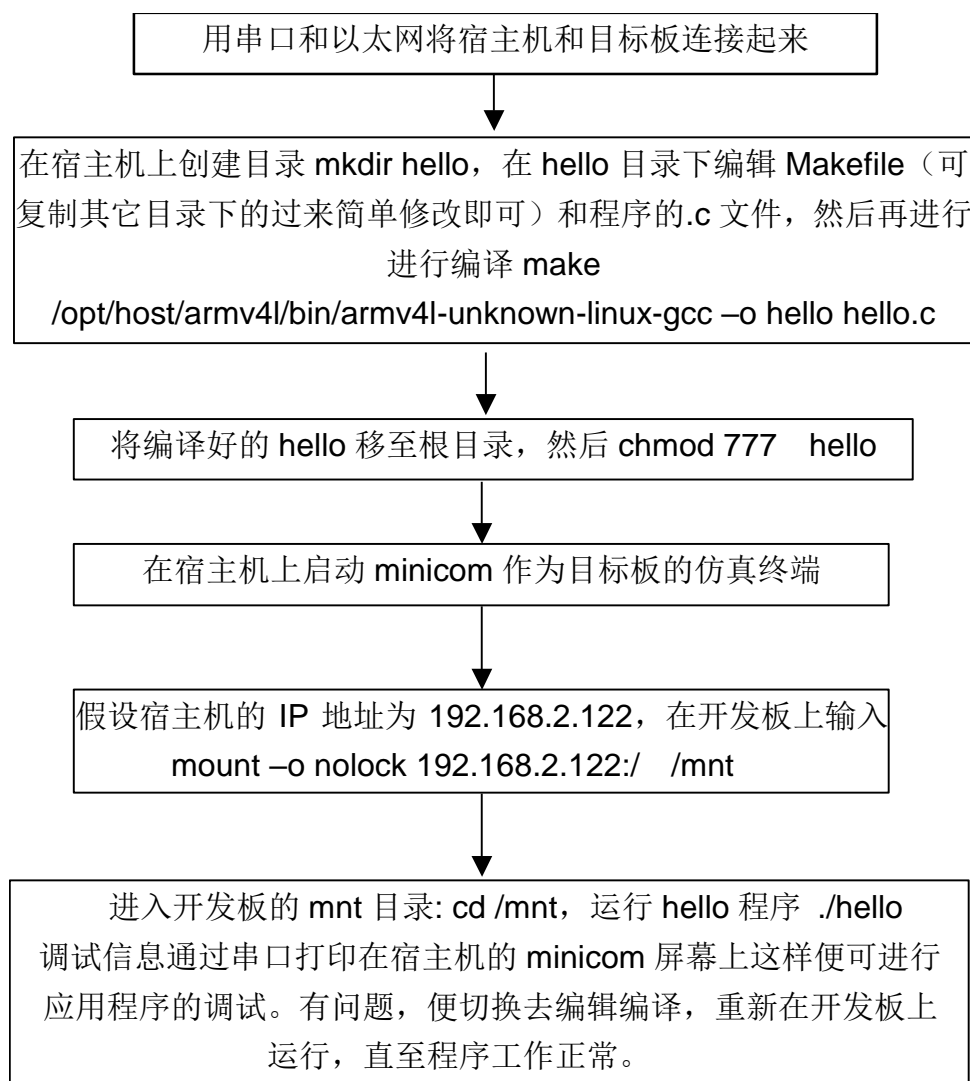 用串口和以太网将宿主机和目标板连接起来
在宿主机上创建目录 mkdir hello，在 hello 目录下编辑 Makefile（可
复制其它目录下的过来简单修改即可）和程序的.c 文件，然后再进行
进行编译 make
/opt/host/armv4l/bin/armv4l-unknown-linux-gcc –o hello hello.c
将编译好的 hello 移至根目录，然后 chmod 777 hello
在宿主机上启动 minicom 作为目标板的仿真终端
假设宿主机的 IP 地址为 192.168.2.122，在开发板上输入
mount –o nolock 192.168.2.122:/ /mnt
进入开发板的 mnt 目录: cd /mnt，运行 hello 程序 ./hello
调试信息通过串口打印在宿主机的 minicom 屏幕上这样便可进行
应用程序的调试。有问题，便切换去编辑编译，重新在开发板上
运行，直至程序工作正常。